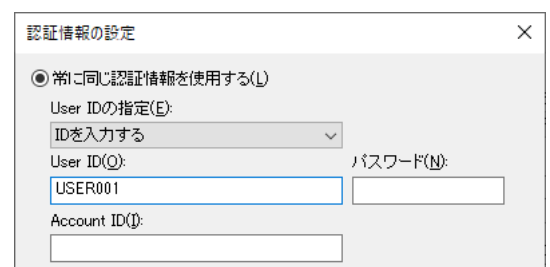 認証情報の設定
常に同じ認証情報を使用する(L)
User IDの指定(E):
IDを入力する
User ID(O): パスワード(N):
USER001
Account ID(I):